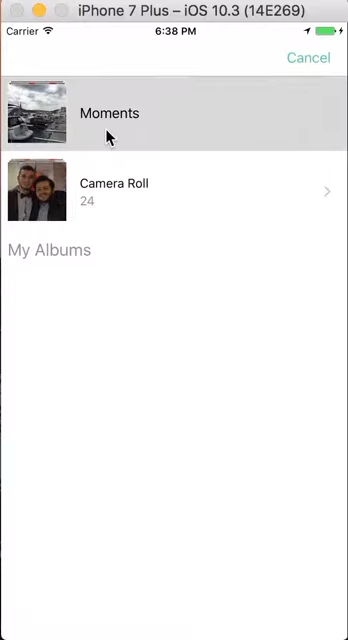 iPhone 7 Plus – iOS 10.3 (14E269)
Carrier 6:38 PM
Cancel
Moments
Camera Roll
24
My Albums